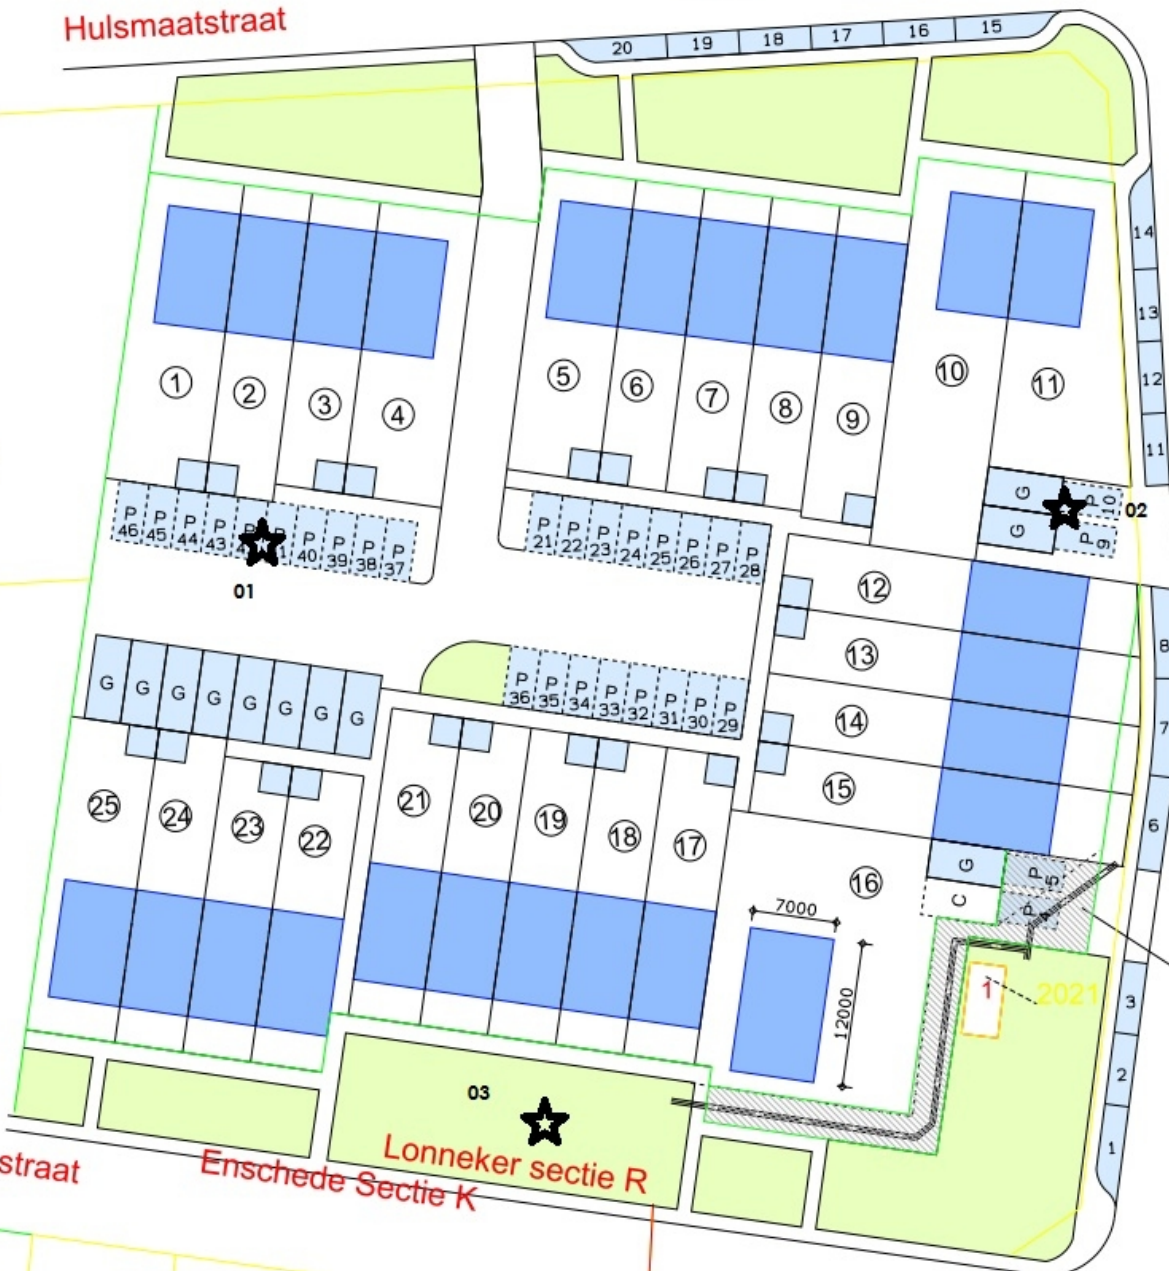 Hulsmaatstraat
20 19 18 17 16 15
14
13
12
11
1 2 3 4
5 6 7 8 9
10 11
P 46 P 45 P 44 P 43 P 40 P 39 P 38 P 37
01
P 21 P 22 P 23 P 24 P 25 P 26 P 27 P 28
G P 10
02
G P 9
12
13
14
15
8
7
6
G G G G G G G G
P 36 P 35 P 34 P 33 P 32 P 31 P 30 P 29
25 24 23 22
21 20 19 18 17
16
G P 5
C P
7000
12000
1
2021
3
2
1
03
Lonneker sectie R
Enschede Sectie K
straat